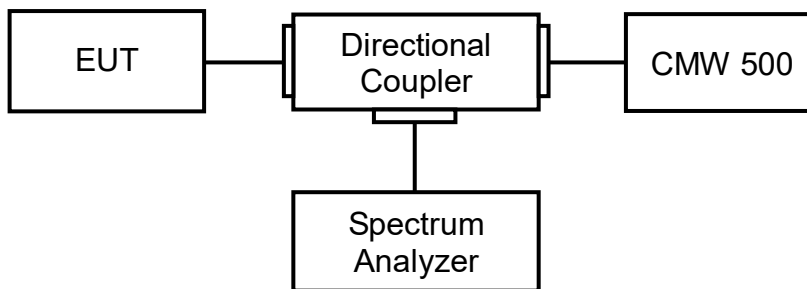 EUT
Directional
Coupler
CMW 500
Spectrum
Analyzer